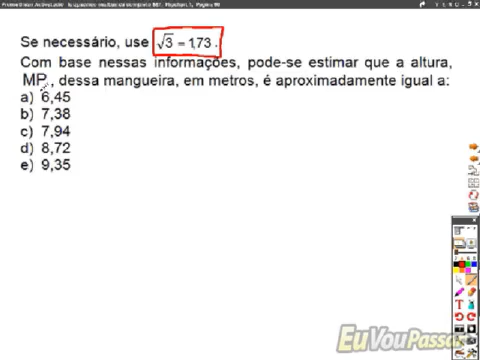 Se necessário, use √3 = 1,73 .
Com base nessas informações, pode-se estimar que a altura,
MP , dessa mangueira, em metros, é aproximadamente igual a:
a) 6,45
b) 7,38
c) 7,94
d) 8,72
e) 9,35
EuVouPassar